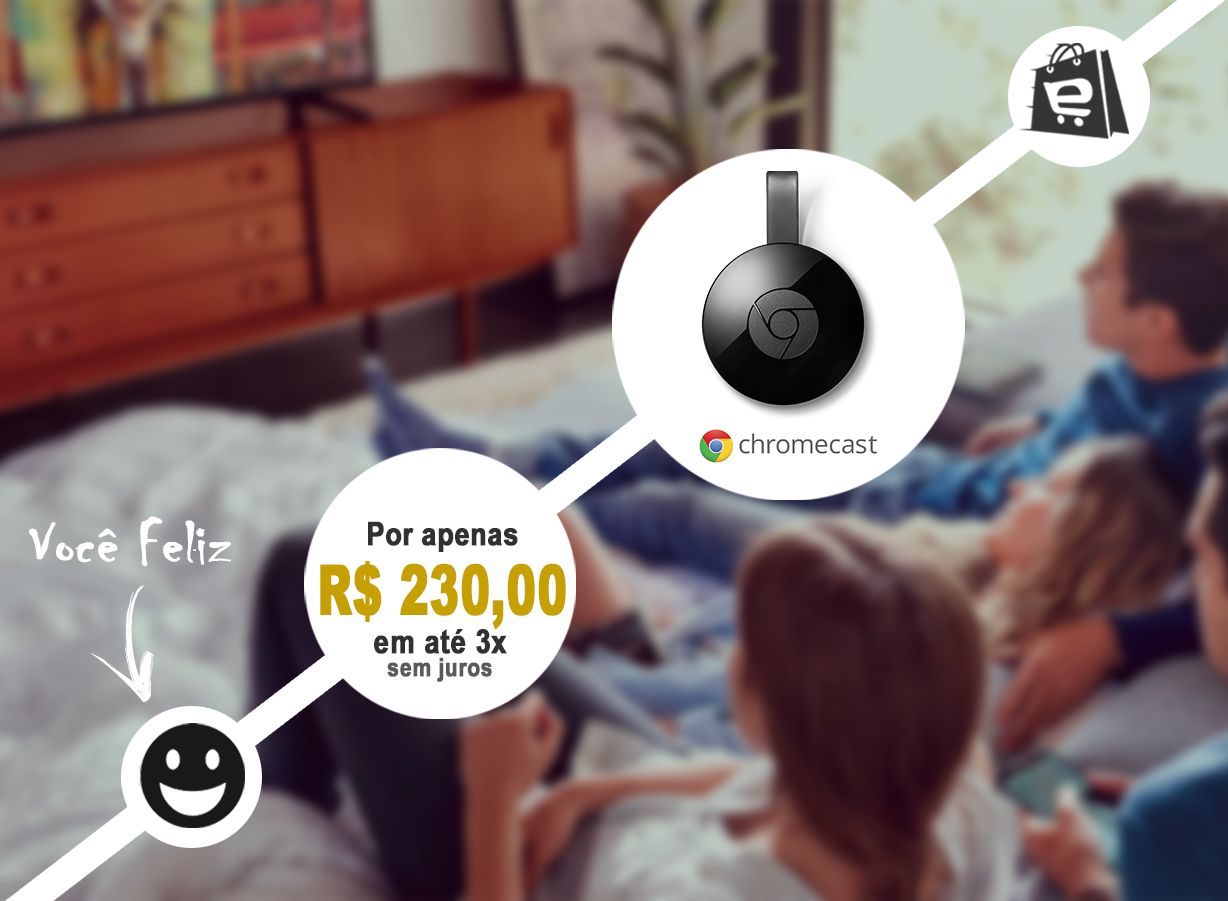 chromecast
Por apenas
R$ 230,00
em até 3x
sem juros
Você Feliz
e